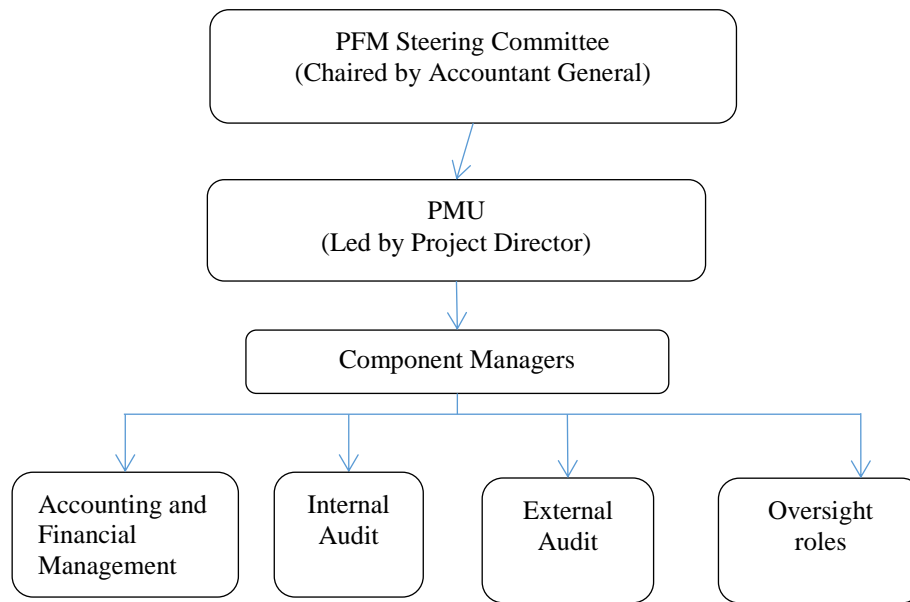 PFM Steering Committee
(Chaired by Accountant General)
PMU
(Led by Project Director)
Component Managers
Accounting and
Financial
Management
Internal
Audit
External
Audit
Oversight
roles